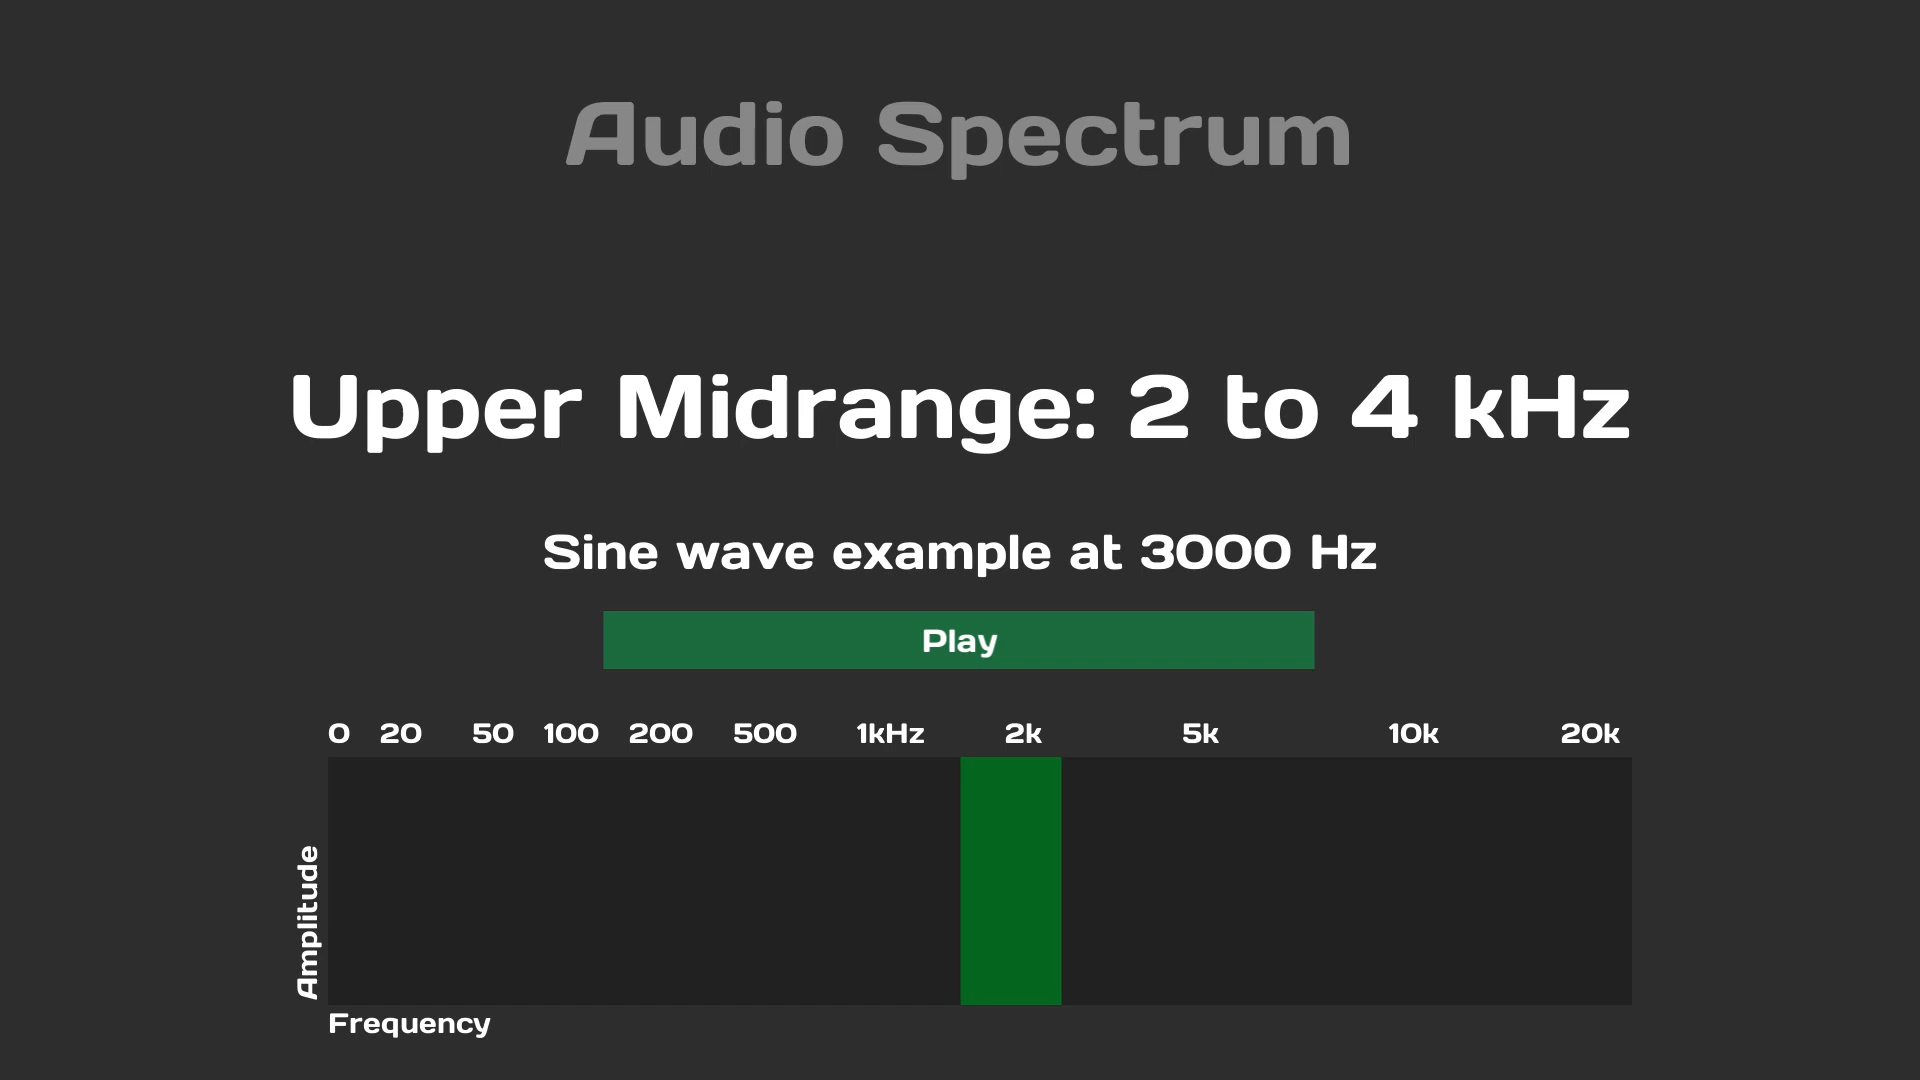 Audio Spectrum
Upper Midrange: 2 to 4 kHz
Sine wave example at 3000 Hz
Play
0 20 50 100 200 500 1kHz 2k 5k 10k 20k
Amplitude
Frequency